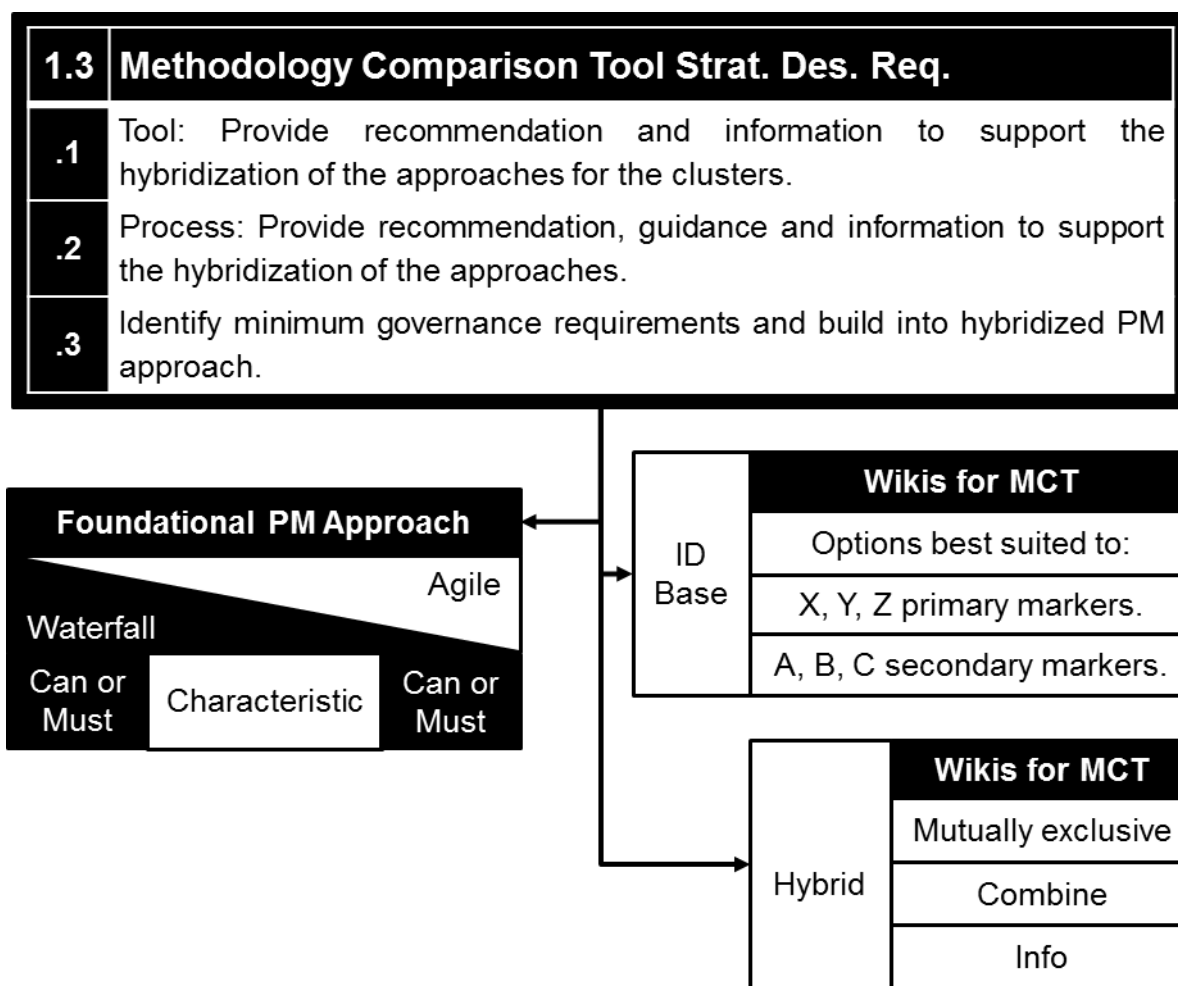 1.3 Methodology Comparison Tool Strat. Des. Req.
.1 Tool: Provide recommendation and information to support the
hybridization of the approaches for the clusters.
.2 Process: Provide recommendation, guidance and information to support
the hybridization of the approaches.
.3 Identify minimum governance requirements and build into hybridized PM
approach.
Foundational PM Approach
Agile
Waterfall
Can or
Must
Characteristic
Can or
Must
ID
Base
Wikis for MCT
Options best suited to:
X, Y, Z primary markers.
A, B, C secondary markers.
Hybrid
Wikis for MCT
Mutually exclusive
Combine
Info